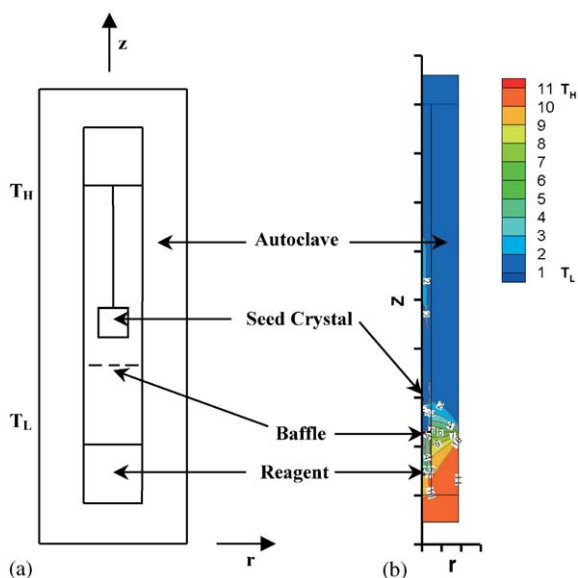 z
T_H
T_L
Autoclave
Seed Crystal
Baffle
Reagent
r
(a)
z
r
(b)
11 T_H
10
9
8
7
6
5
4
3
2
1 T_L